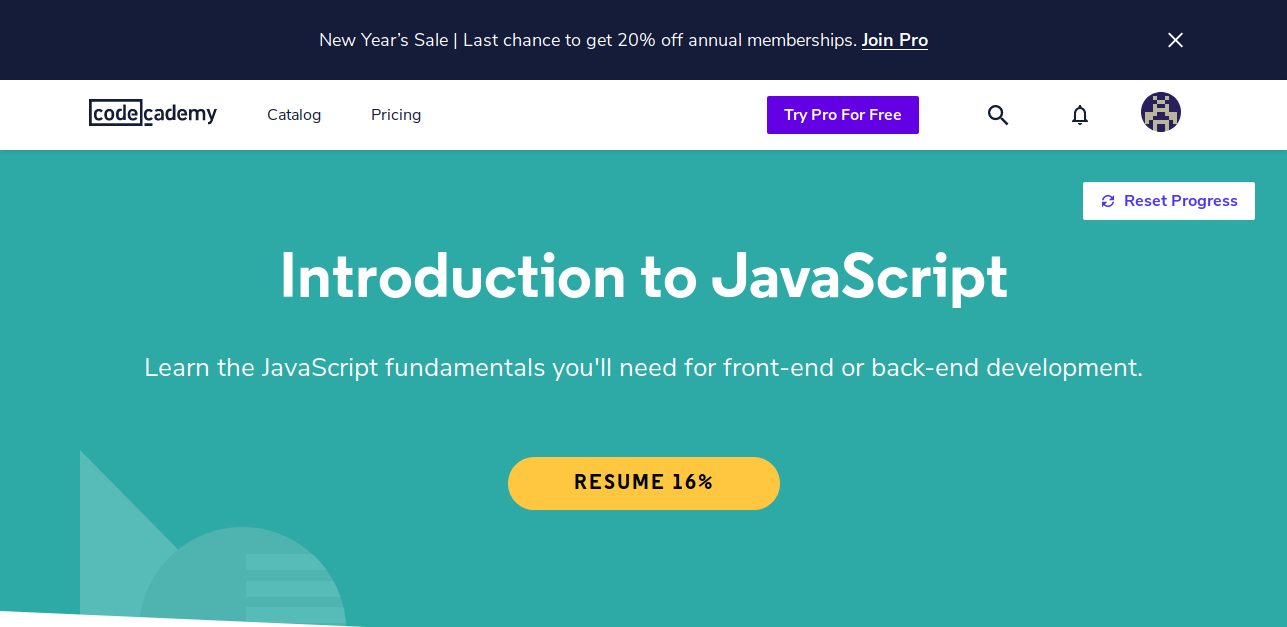 New Year’s Sale | Last chance to get 20% off annual memberships. Join Pro
codecademy
Catalog
Pricing
Try Pro For Free
Reset Progress
Introduction to JavaScript
Learn the JavaScript fundamentals you'll need for front-end or back-end development.
RESUME 16%